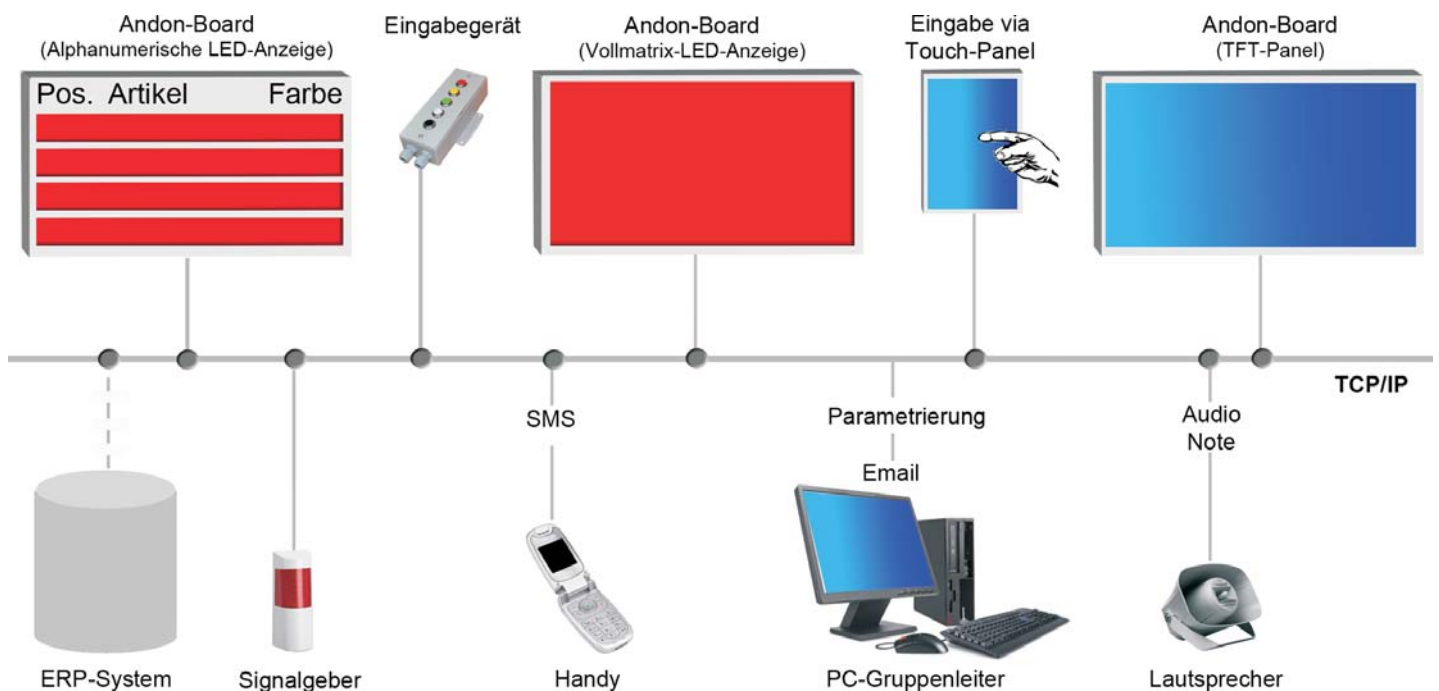 Andon-Board
(Alphanumerische LED-Anzeige)
Eingabegerät
Andon-Board
(Vollmatrix-LED-Anzeige)
Eingabe via
Touch-Panel
Andon-Board
(TFT-Panel)
Pos. Artikel Farbe
TCP/IP
SMS
Parametrierung
Audio
Note
Email
ERP-System
Signalgeber
Handy
PC-Gruppenleiter
Lautsprecher